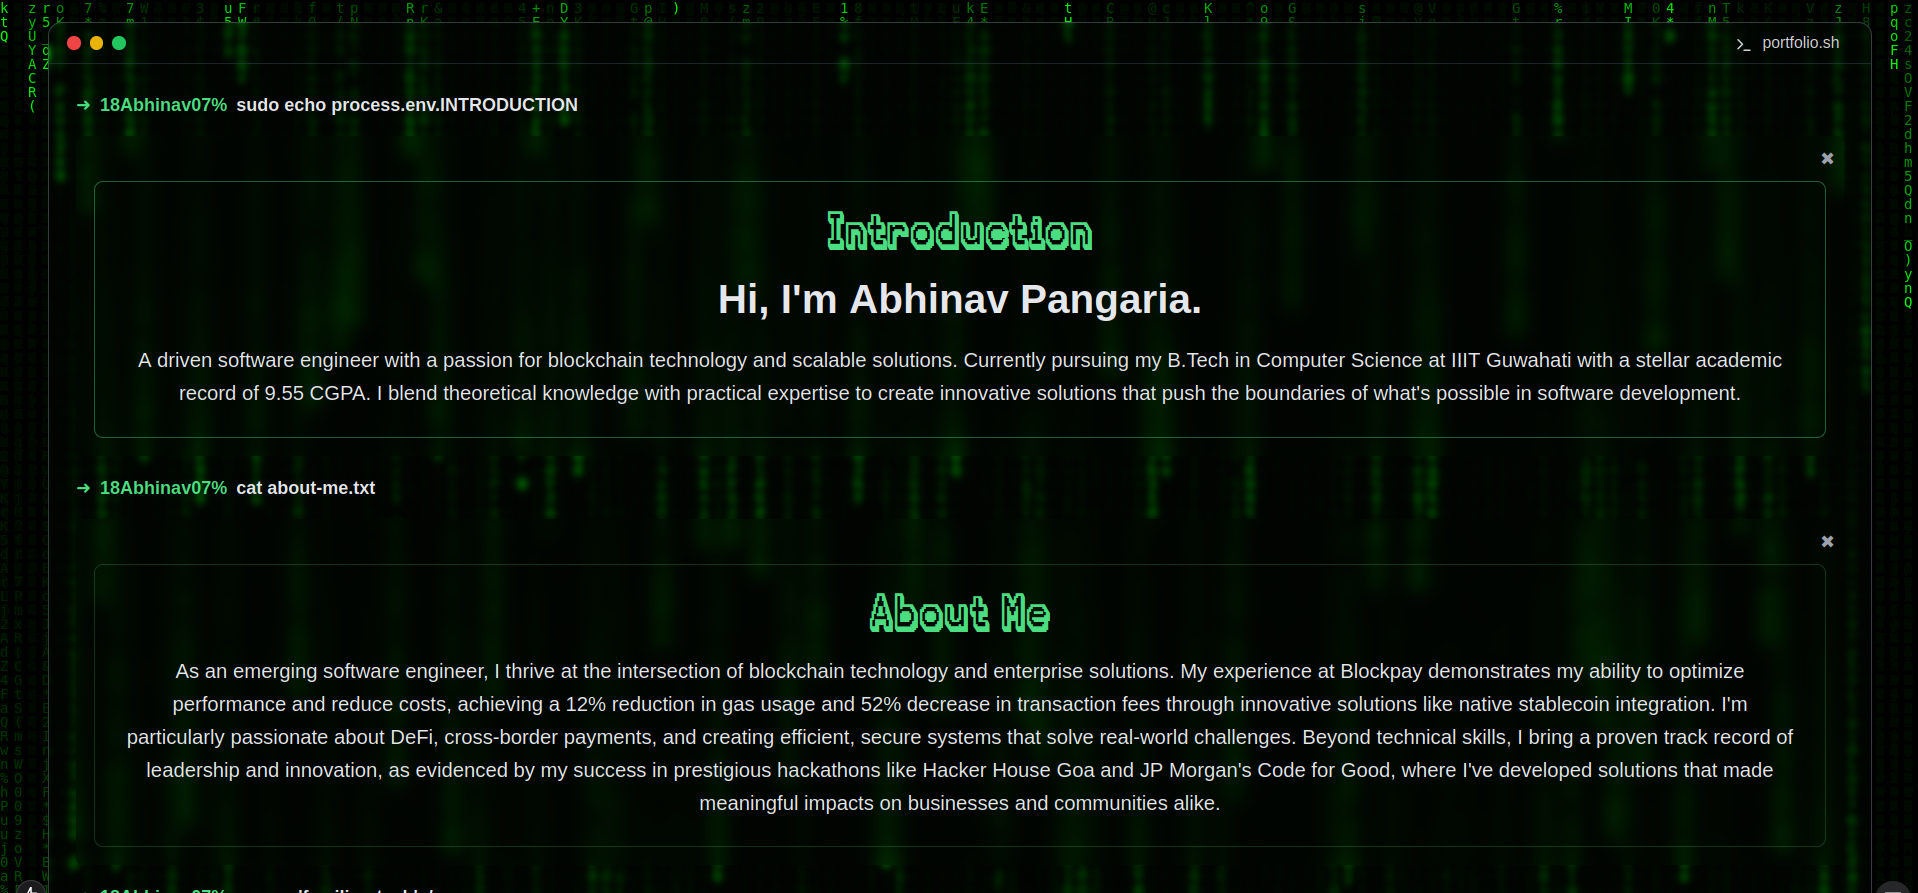 portfolio.sh
➜ 18Abhinav07% sudo echo process.env.INTRODUCTION
✖
Introduction
Hi, I'm Abhinav Pangaria.
A driven software engineer with a passion for blockchain technology and scalable solutions. Currently pursuing my B.Tech in Computer Science at IIIT Guwahati with a stellar academic
record of 9.55 CGPA. I blend theoretical knowledge with practical expertise to create innovative solutions that push the boundaries of what's possible in software development.
➜ 18Abhinav07% cat about-me.txt
✖
About Me
As an emerging software engineer, I thrive at the intersection of blockchain technology and enterprise solutions. My experience at Blockpay demonstrates my ability to optimize
performance and reduce costs, achieving a 12% reduction in gas usage and 52% decrease in transaction fees through innovative solutions like native stablecoin integration. I'm
particularly passionate about DeFi, cross-border payments, and creating efficient, secure systems that solve real-world challenges. Beyond technical skills, I bring a proven track record of
leadership and innovation, as evidenced by my success in prestigious hackathons like Hacker House Goa and JP Morgan's Code for Good, where I've developed solutions that made
meaningful impacts on businesses and communities alike.